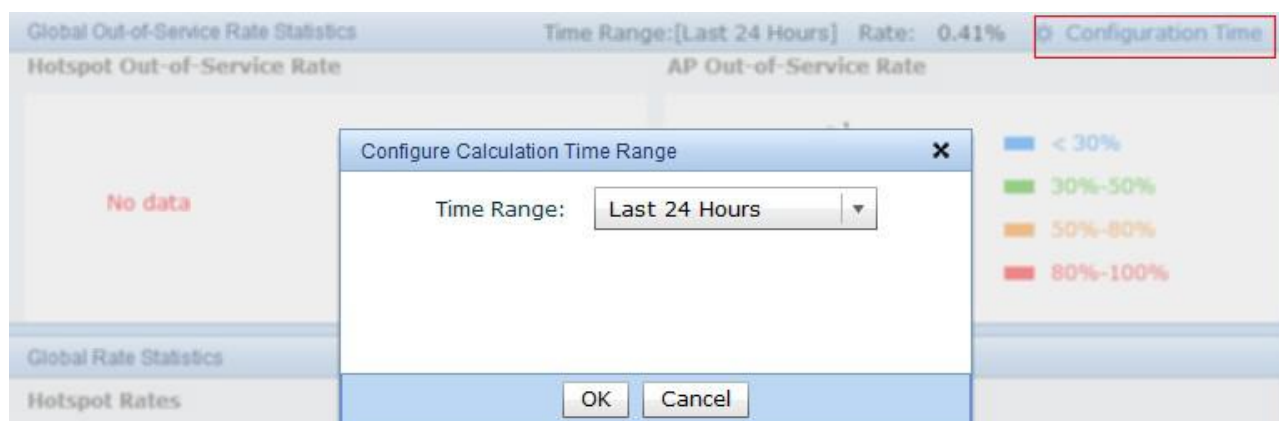 Global Out-of-Service Rate Statistics Time Range:[Last 24 Hours] Rate: 0.41% Configuration Time
Hotspot Out-of-Service Rate AP Out-of-Service Rate
Configure Calculation Time Range
< 30%
No data
Time Range: Last 24 Hours
30%-50%
50%-80%
80%-100%
Global Rate Statistics
Hotspot Rates
OK Cancel